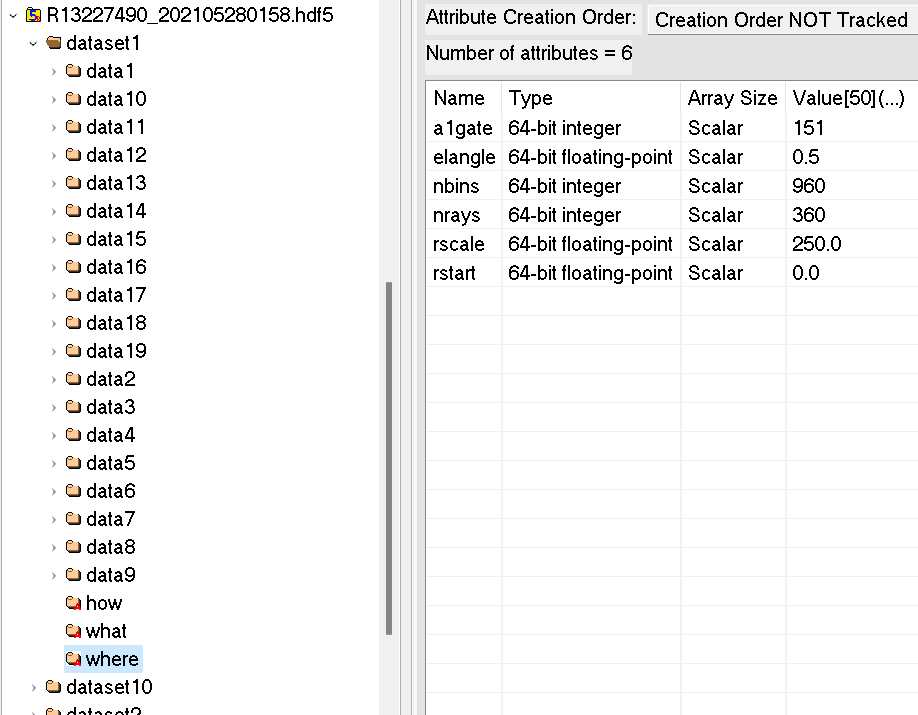 R13227490_202105280158.hdf5
dataset1
data1
data10
data11
data12
data13
data14
data15
data16
data17
data18
data19
data2
data3
data4
data5
data6
data7
data8
data9
how
what
where
dataset10
dataset2
Attribute Creation Order: Creation Order NOT Tracked
Number of attributes = 6
Name Type Array Size Value[50](...)
a1gate 64-bit integer Scalar 151
elangle 64-bit floating-point Scalar 0.5
nbins 64-bit integer Scalar 960
nrays 64-bit integer Scalar 360
rscale 64-bit floating-point Scalar 250.0
rstart 64-bit floating-point Scalar 0.0